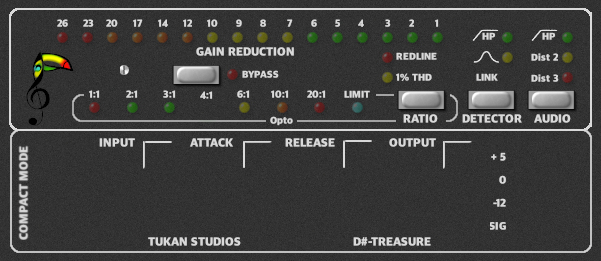 26 23 20 17 14 12 10 9 8 7 6 5 4 3 2 1
GAIN REDUCTION
HP HP
REDLINE
Dist 2
BYPASS
1% THD
LINK
Dist 3
1:1 2:1 3:1 4:1 6:1 10:1 20:1 LIMIT
Opto
RATIO
DETECTOR
AUDIO
COMPACT MODE
INPUT ATTACK RELEASE OUTPUT
+ 5
0
-12
SIG
TUKAN STUDIOS
D#-TREASURE